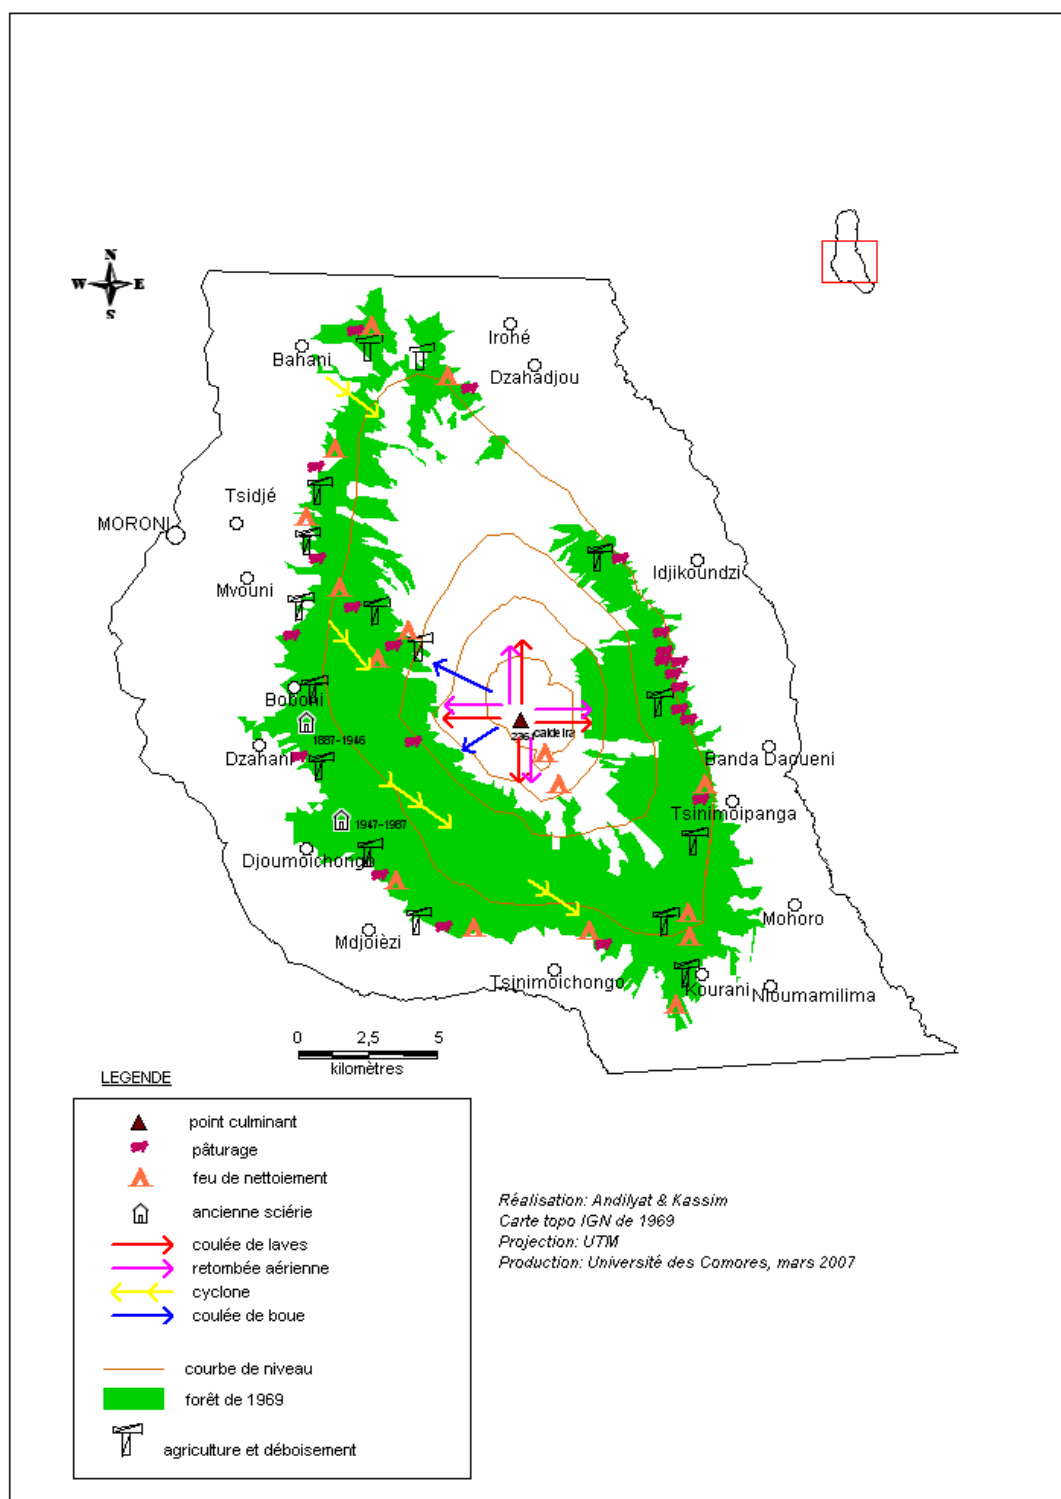 N
W E
S
Irohé
Bahani
Dzahadjou
Tsidjé
MORONI
Idjikoundzi
Mvouni
Boboni
caldeira
1887-1946
Dzahani
Banda Daoueni
Tsinimoipanga
1947-1987
Djoumoichongo
Mohoro
Mdjoièzi
Tsinimoichongo
Kourani
Nioumamilima
0 2,5 5
kilomètres
LEGENDE
point culminant
pâturage
feu de nettoiement
ancienne sciérie
coulée de laves
retombée aérienne
cyclone
coulée de boue
courbe de niveau
forêt de 1969
agriculture et déboisement
Réalisation: Andilyat & Kassim
Carte topo IGN de 1969
Projection: UTM
Production: Université des Comores, mars 2007